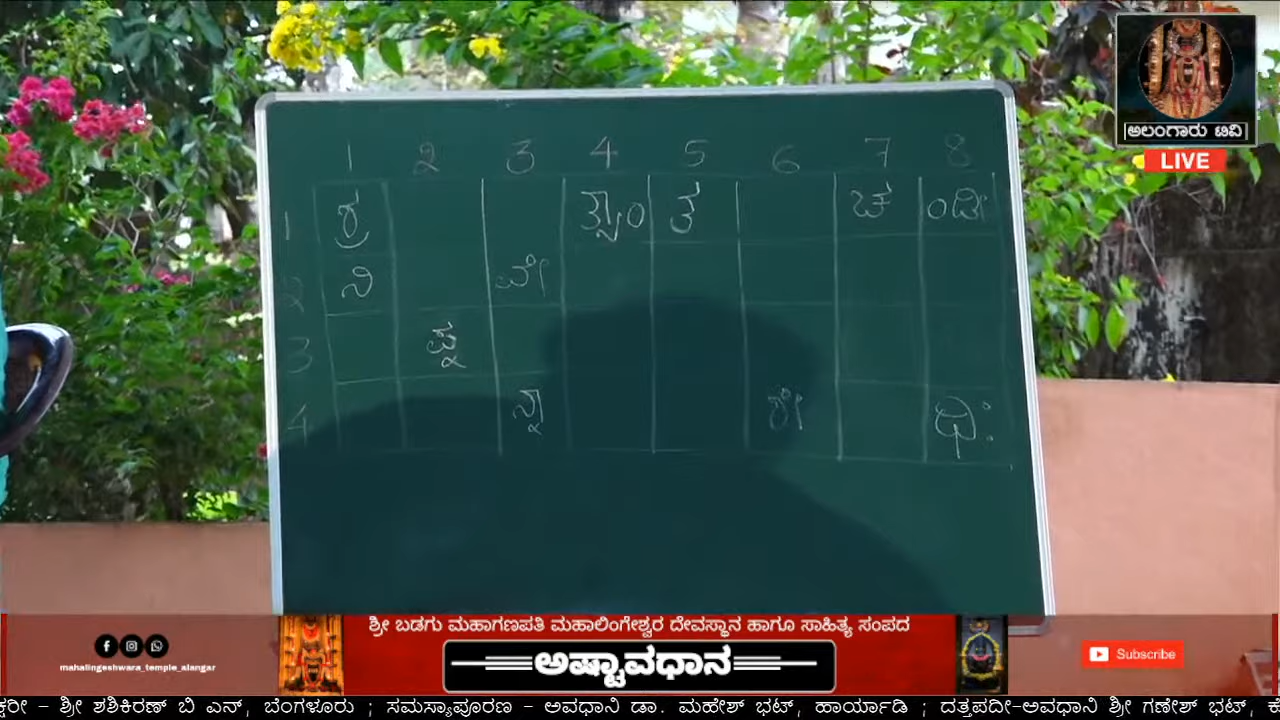 ಅಲಂಗಾರು ಟಿವಿ
LIVE
1 2 3 4 5 6 7 8
1 ಕ್ರ ತ ಚ ಂಡೀ
2 ನಿ ವೇ
3
4 ಶೀ ಧಿಃ
ಶ್ರೀ ಬಡಗು ಮಹಾಗಣಪತಿ ಮಹಾಲಿಂಗೇಶ್ವರ ದೇವಸ್ಥಾನ ಹಾಗೂ ಸಾಹಿತ್ಯ ಸಂಪದ
ಅಷ್ಟಾವಧಾನ
mahalingeshwara_temple_alangar
Subscribe
ಕ್ಷರೀ - ಶ್ರೀ ಶಶಿಕಿರಣ್ ಬಿ ಎನ್, ಬೆಂಗಳೂರು ; ಸಮಸ್ಯಾಪೂರಣ - ಅವಧಾನಿ ಡಾ. ಮಹೇಶ್ ಭಟ್, ಹಾರ್ಯಾಡಿ ; ದತ್ತಪದೀ-ಅವಧಾನಿ ಶ್ರೀ ಗಣೇಶ್ ಭಟ್,